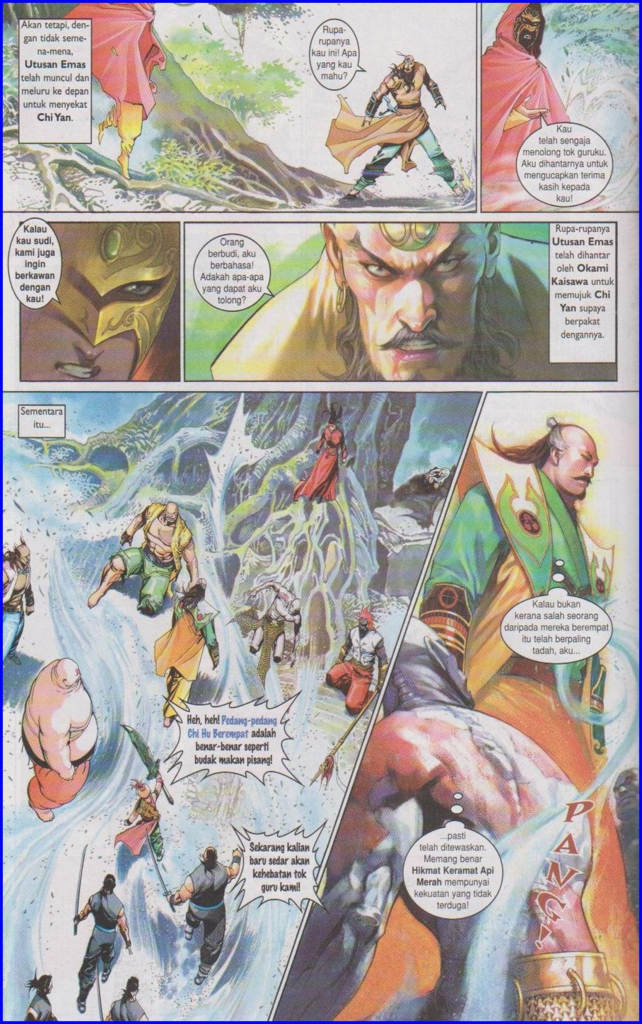 Akan tetapi, den-
gan tidak seme-
na-mena,
Utusan Emas
telah muncul dan
meluru ke depan
untuk menyekat
Chi Yan.
Rupa-
rupanya
kau ini! Apa
yang kau
mahu?
Kau
telah sengaja
menolong tok guruku.
Aku dihantarnya untuk
mengucapkan terima
kasih kepada
kau!
Kalau
kau sudi,
kami juga
ingin
berkawan
dengan
kau!
Orang
berbudi, aku
berbahasa!
Adakah apa-apa
yang dapat aku
tolong?
Rupa-rupanya
Utusan Emas
telah dihantar
oleh Okami
Kaisawa untuk
memujuk Chi
Yan supaya
berpakat
dengannya.
Sementara
itu...
Heh, heh! Pedang-pedang
Chi Hu Berempat adalah
benar-benar seperti
budak makan pisang!
Sekarang kalian
baru sedar akan
kehebatan tok
guru kami!
Kalau bukan
kerana salah seorang
daripada mereka berempat
itu telah berpaling
tadah, aku...
...pasti
telah ditewaskan.
Memang benar
Hikmat Keramat Api
Merah mempunyai
kekuatan yang tidak
terduga!
PANG!